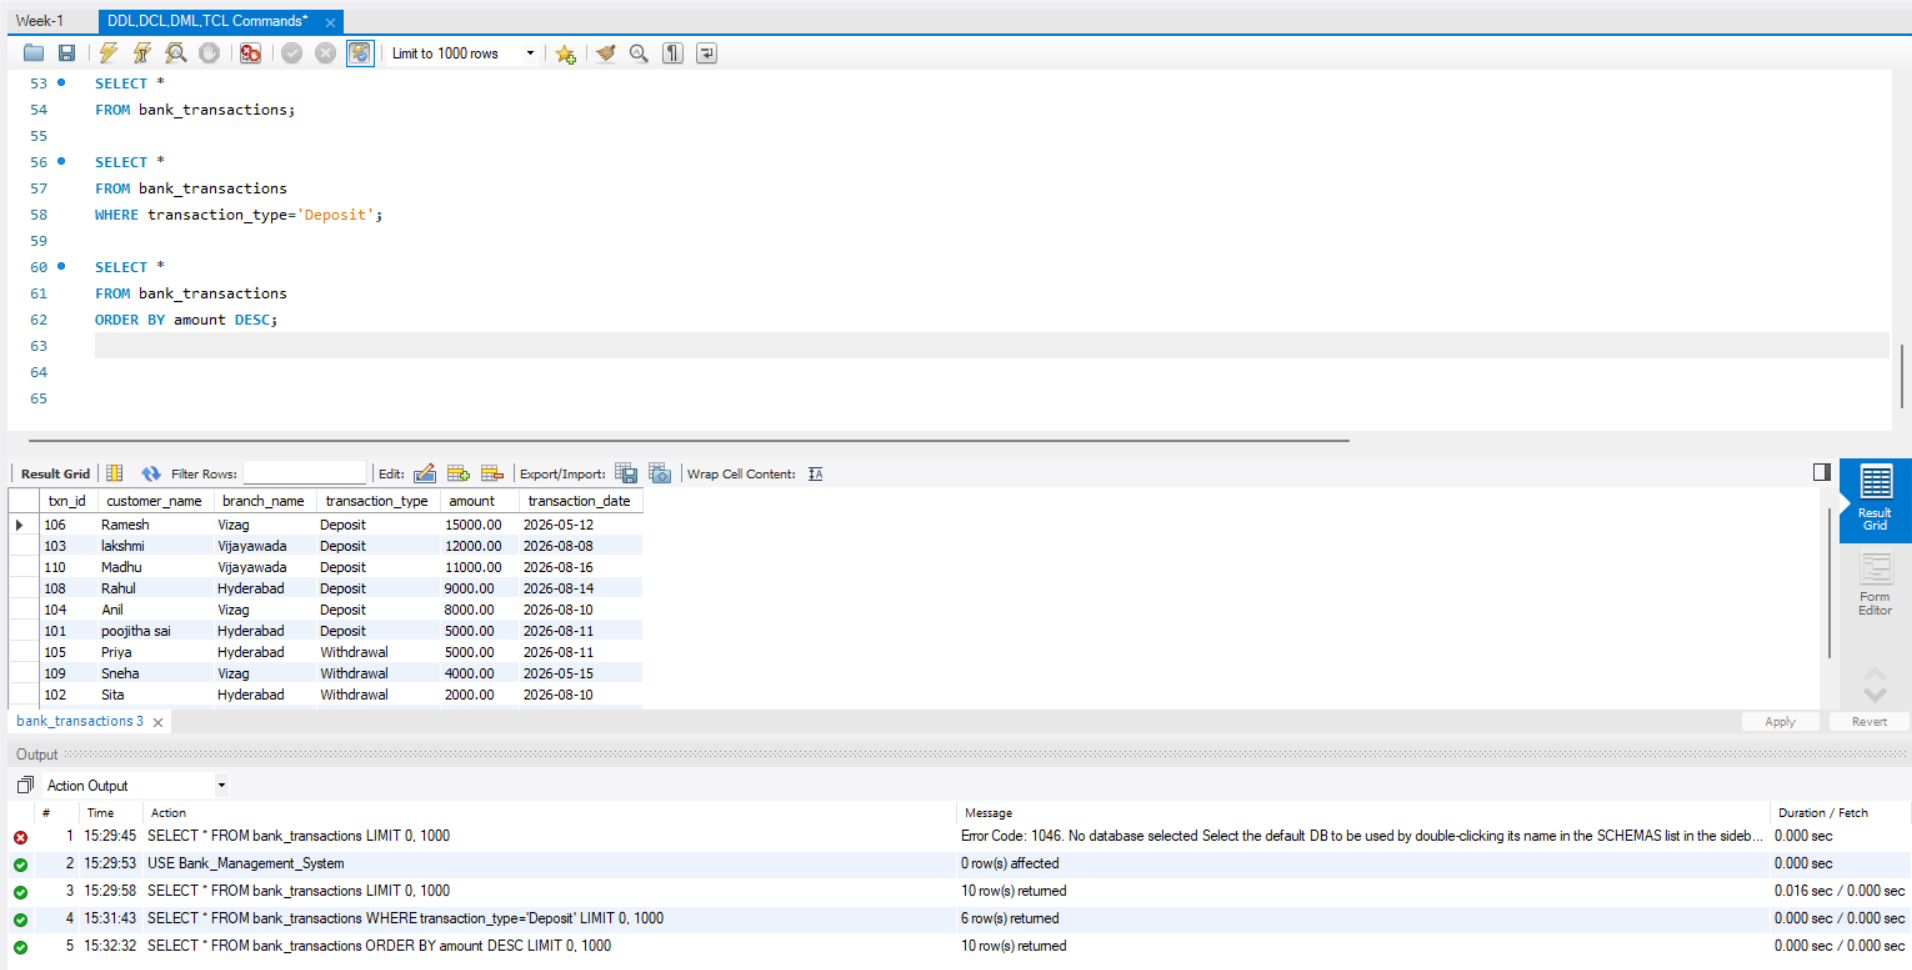 Week-1 DDL,DCL,DML,TCL Commands*
Limit to 1000 rows
53 SELECT *
54 FROM bank_transactions;
55
56 SELECT *
57 FROM bank_transactions
58 WHERE transaction_type='Deposit';
59
60 SELECT *
61 FROM bank_transactions
62 ORDER BY amount DESC;
63
64
65
Result Grid Filter Rows: Edit: Export/Import: Wrap Cell Content:
txn_id customer_name branch_name transaction_type amount transaction_date
106 Ramesh Vizag Deposit 15000.00 2026-05-12
103 lakshmi Vijayawada Deposit 12000.00 2026-08-08
110 Madhu Vijayawada Deposit 11000.00 2026-08-16
108 Rahul Hyderabad Deposit 9000.00 2026-08-14
104 Anil Vizag Deposit 8000.00 2026-08-10
101 poojitha sai Hyderabad Deposit 5000.00 2026-08-11
105 Priya Hyderabad Withdrawal 5000.00 2026-08-11
109 Sneha Vizag Withdrawal 4000.00 2026-05-15
102 Sita Hyderabad Withdrawal 2000.00 2026-08-10
Result
Grid
Form
Editor
bank_transactions 3 Apply Revert
Output
Action Output
# Time Action Message Duration / Fetch
1 15:29:45 SELECT * FROM bank_transactions LIMIT 0, 1000 Error Code: 1046. No database selected Select the default DB to be used by double-clicking its name in the SCHEMAS list in the sideb... 0.000 sec
2 15:29:53 USE Bank_Management_System 0 row(s) affected 0.000 sec
3 15:29:58 SELECT * FROM bank_transactions LIMIT 0, 1000 10 row(s) returned 0.016 sec / 0.000 sec
4 15:31:43 SELECT * FROM bank_transactions WHERE transaction_type='Deposit' LIMIT 0, 1000 6 row(s) returned 0.000 sec / 0.000 sec
5 15:32:32 SELECT * FROM bank_transactions ORDER BY amount DESC LIMIT 0, 1000 10 row(s) returned 0.000 sec / 0.000 sec